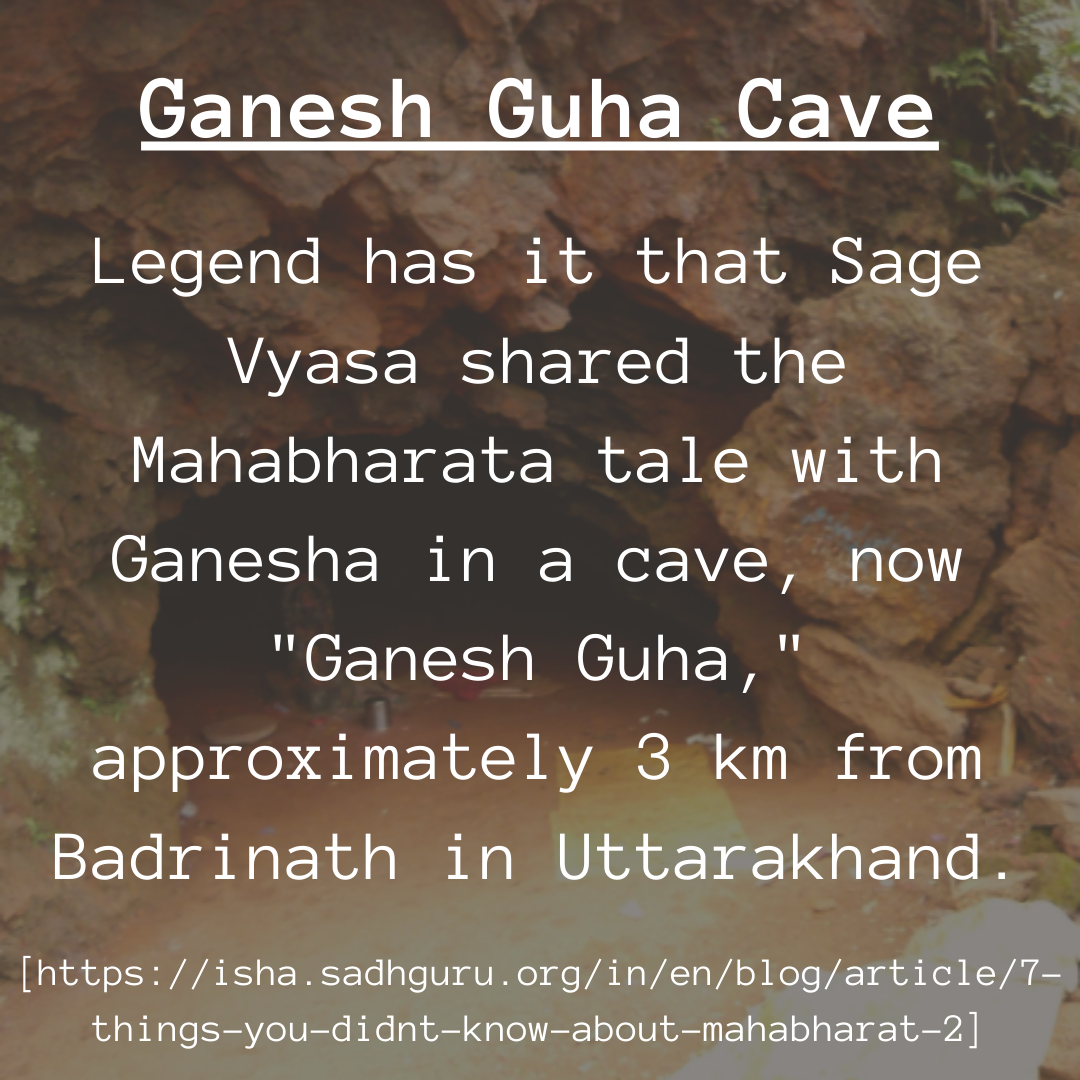 Ganesh Guha Cave
Legend has it that Sage
Vyasa shared the
Mahabharata tale with
Ganesha in a cave, now
"Ganesh Guha,"
approximately 3 km from
Badrinath in Uttarakhand.
[https://isha.sadhguru.org/in/en/blog/article/7-
things-you-didnt-know-about-mahabharat-2]